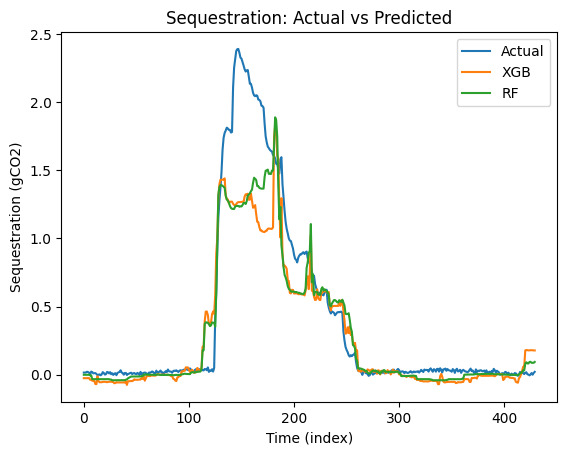 Sequestration: Actual vs Predicted
2.5
2.0
1.5
1.0
0.5
0.0
Sequestration (gCO2)
Actual
XGB
RF
0
100
200
300
400
Time (index)